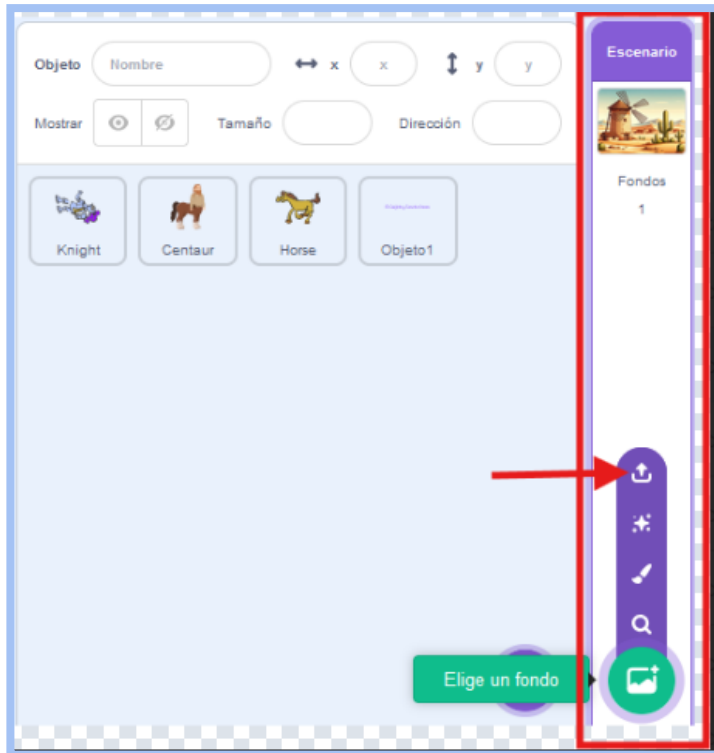 Objeto Nombre x x y y
Mostrar Tamaño Dirección
Knight Centaur Horse Objeto1
Escenario
Fondos
1
Elige un fondo